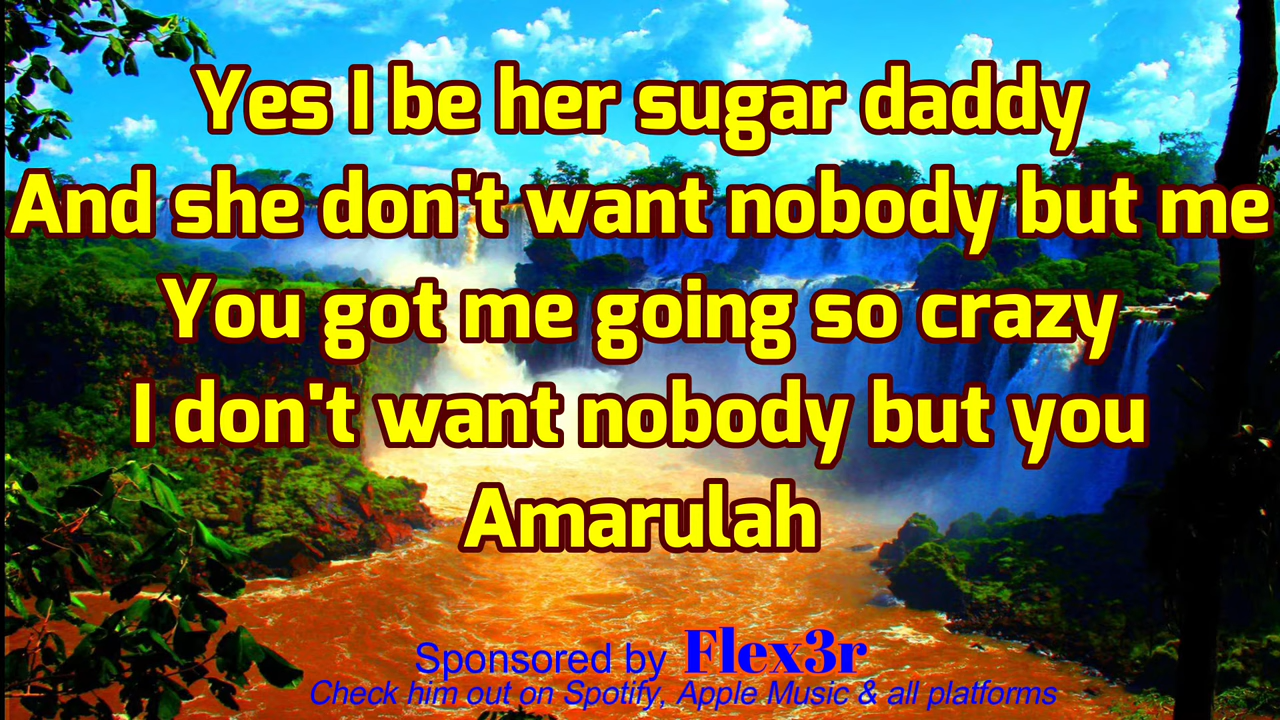 Yes I be her sugar daddy
And she don't want nobody but me
You got me going so crazy
I don't want nobody but you
Amarulah
Sponsored by Flex3r
Check him out on Spotify, Apple Music & all platforms